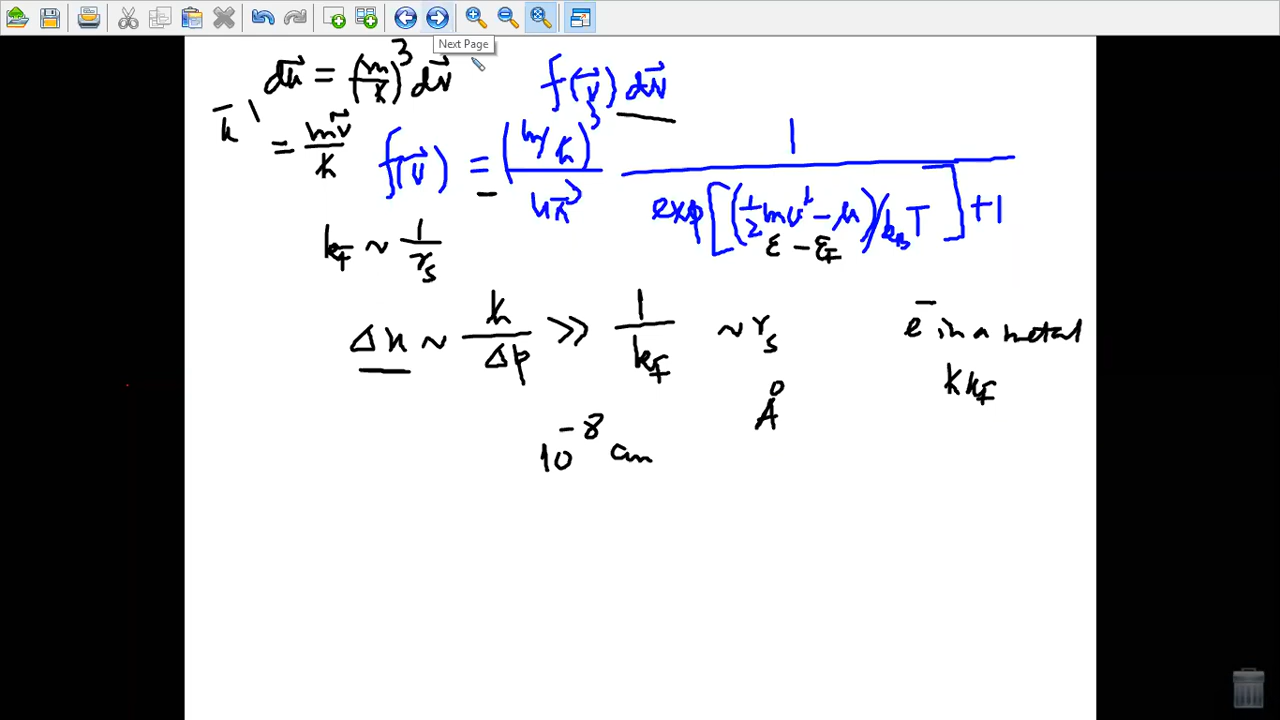 Next Page
dk⃗ = (m/ħ)³ dv⃗
f(v⃗) dv⃗
k⃗ = mv⃗/ħ
f(v⃗) = (m/ħ)³/4π³ 1/(exp[(½mv² − μ)/k_BT] + 1)
ε − ε_F
k_F ~ 1/r_s
Δx ~ ħ/Δp ≫ 1/k_F ~ r_s
e⁻ in a metal
ħk_F
Å
10⁻⁸ cm